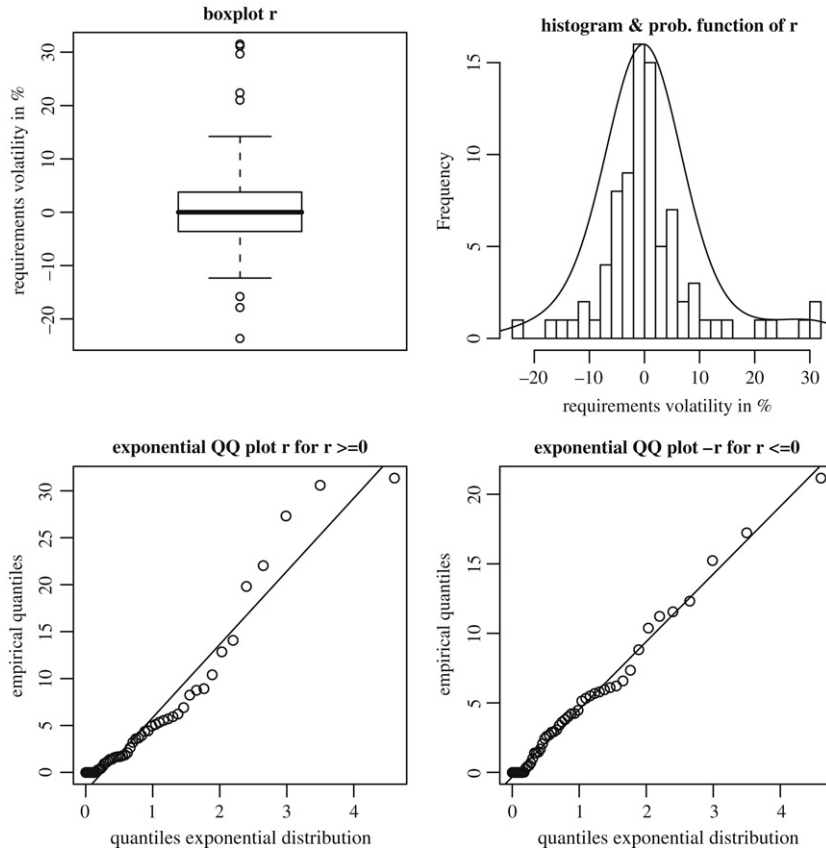 boxplot r
requirements volatility in %
30
20
10
0
−10
−20
histogram & prob. function of r
Frequency
15
10
5
0
−20 −10 0 10 20 30
requirements volatility in %
exponential QQ plot r for r >=0
empirical quantiles
30
25
20
15
10
5
0
0 1 2 3 4
quantiles exponential distribution
exponential QQ plot −r for r <=0
empirical quantiles
20
15
10
5
0
0 1 2 3 4
quantiles exponential distribution